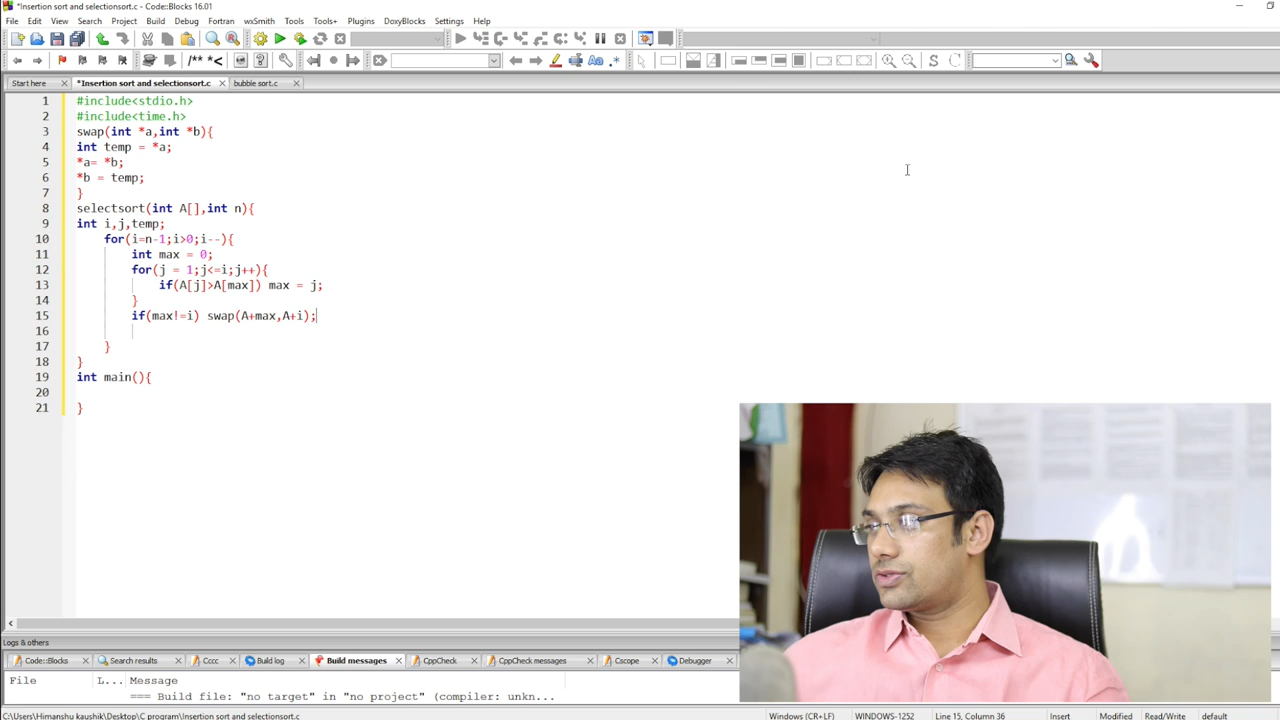 *Insertion sort and selectionsort.c - Code::Blocks 16.01
File Edit View Search Project Build Debug Fortran wxSmith Tools Tools+ Plugins DoxyBlocks Settings Help
/** *<
Aa .*
S C
Start here *Insertion sort and selectionsort.c bubble sort.c
1 #include<stdio.h>
2 #include<time.h>
3 swap(int *a,int *b){
4 int temp = *a;
5 *a= *b;
6 *b = temp;
7 }
8 selectsort(int A[],int n){
9 int i,j,temp;
10 for(i=n-1;i>0;i--){
11 int max = 0;
12 for(j = 1;j<=i;j++){
13 if(A[j]>A[max]) max = j;
14 }
15 if(max!=i) swap(A+max,A+i);
16
17 }
18 }
19 int main(){
20
21 }
Logs & others
Code::Blocks Search results Cccc Build log Build messages CppCheck CppCheck messages Cscope Debugger
File L... Message
=== Build file: "no target" in "no project" (compiler: unkn...
C:\Users\Himanshu kaushik\Desktop\C program\Insertion sort and selectionsort.c Windows (CR+LF) WINDOWS-1252 Line 15, Column 36 Insert Modified Read/Write default